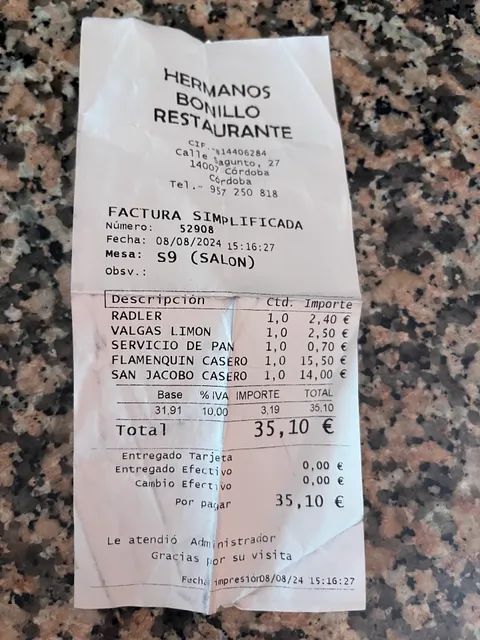 HERMANOS
BONILLO
RESTAURANTE
CIF.-B14406284
Calle Sagunto, 27
14007 Córdoba
Córdoba
Tel.- 957 250 818
FACTURA SIMPLIFICADA
Número: 52908
Fecha: 08/08/2024 15:16:27
Mesa: S9 (SALON)
Obsv.:
Descripción Ctd. Importe
RADLER 1,0 2,40 €
VALGAS LIMON 1,0 2,50 €
SERVICIO DE PAN 1,0 0,70 €
FLAMENQUIN CASERO 1,0 15,50 €
SAN JACOBO CASERO 1,0 14,00 €
Base % IVA IMPORTE TOTAL
31,91 10,00 3,19 35,10
Total 35,10 €
Entregado Tarjeta 0,00 €
Entregado Efectivo 0,00 €
Cambio Efectivo
Por pagar 35,10 €
Le atendió Administrador
Gracias por su visita
Fecha impresión08/08/24 15:16:27